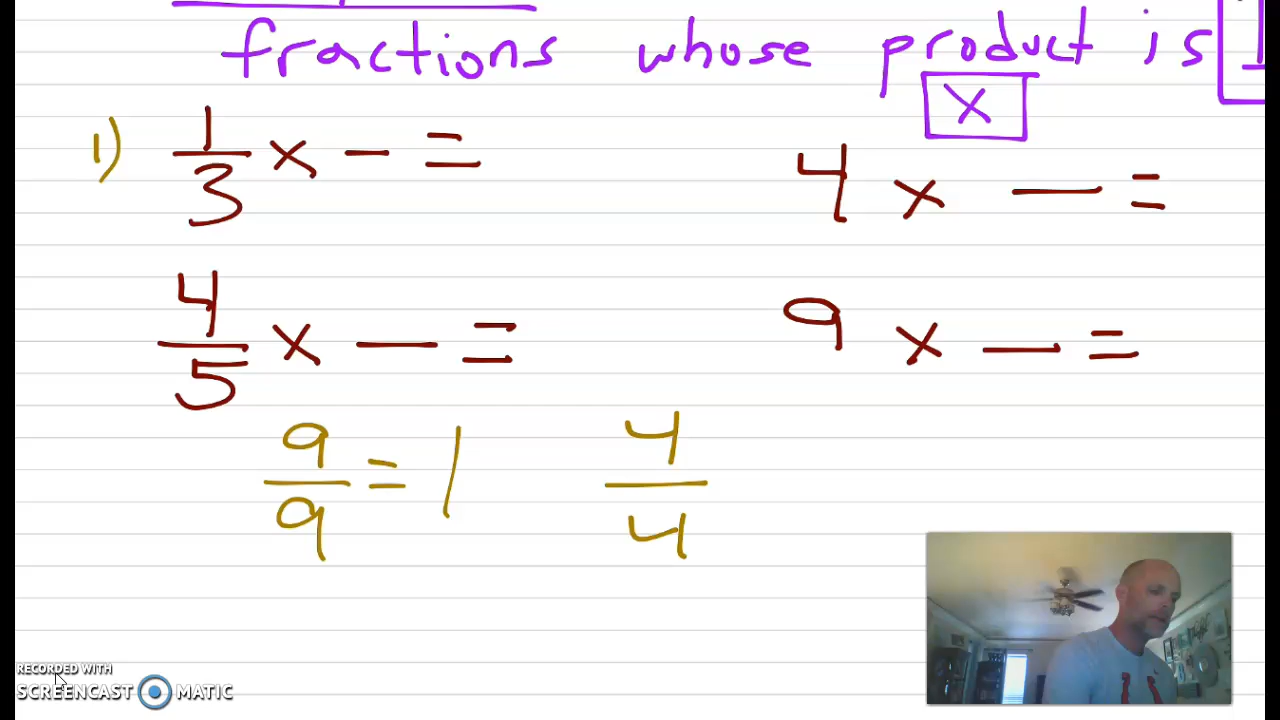 fractions whose product is 1
x
1) 1/3 x — =
4 x — =
4/5 x — =
9 x — =
9/9 = 1
4/4
RECORDED WITH
SCREENCAST MATIC